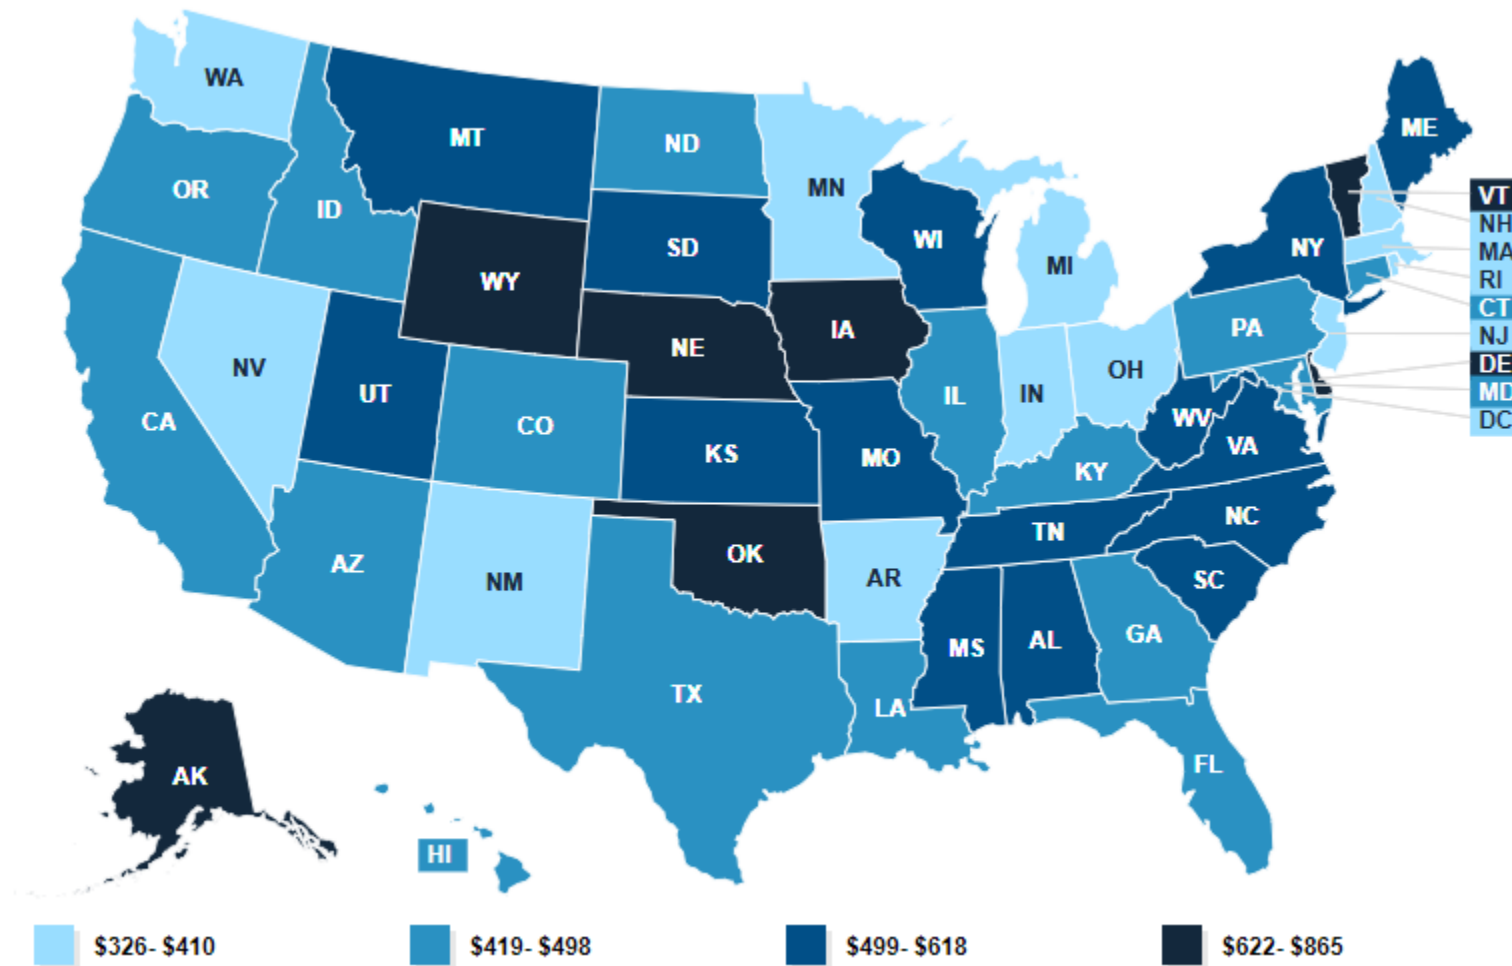 WA
MT
ME
ND
OR
ID
MN
VT
NH
WI
NY
MA
SD
MI
RI
WY
CT
IA
PA
NJ
NE
DE
NV
OH
UT
IN
IL
MD
CA
CO
WV
DC
KS
MO
VA
KY
NC
TN
AZ
OK
NM
AR
SC
MS
AL
GA
TX
LA
FL
AK
HI
$326- $410
$419- $498
$499- $618
$622- $865